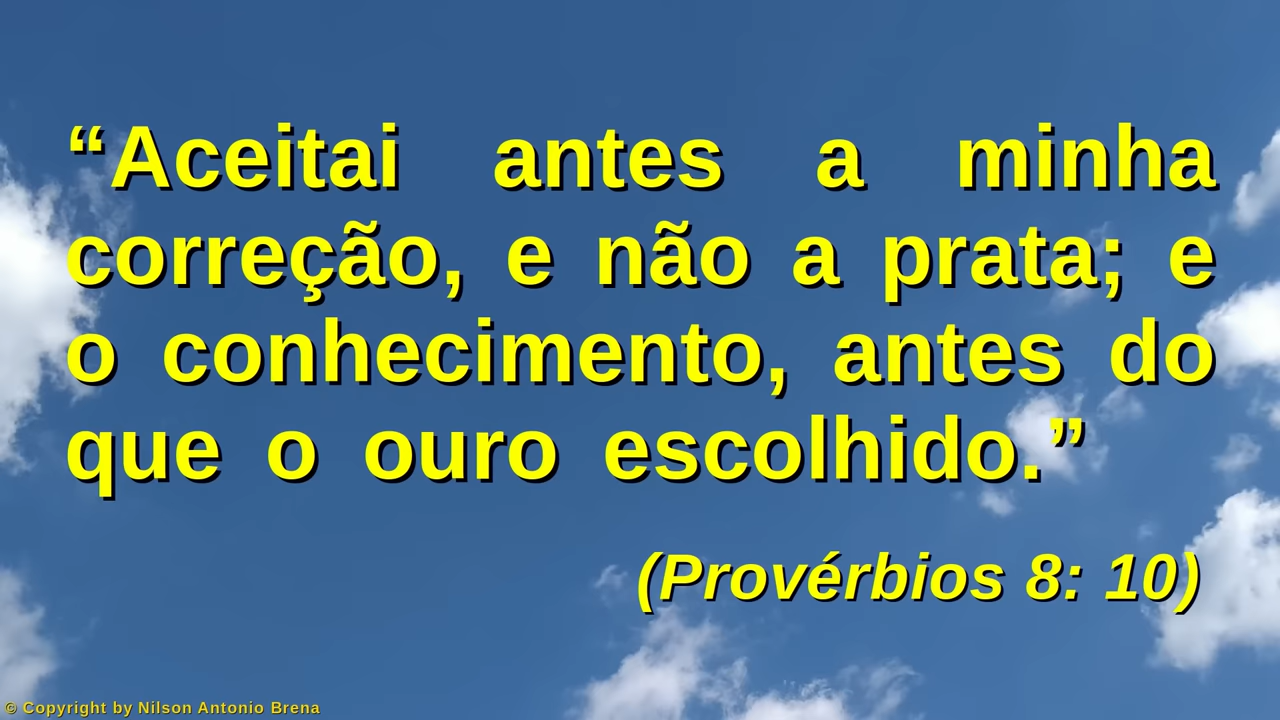 “Aceitai antes a minha
correção, e não a prata; e
o conhecimento, antes do
que o ouro escolhido.”
(Provérbios 8: 10)
© Copyright by Nilson Antonio Brena